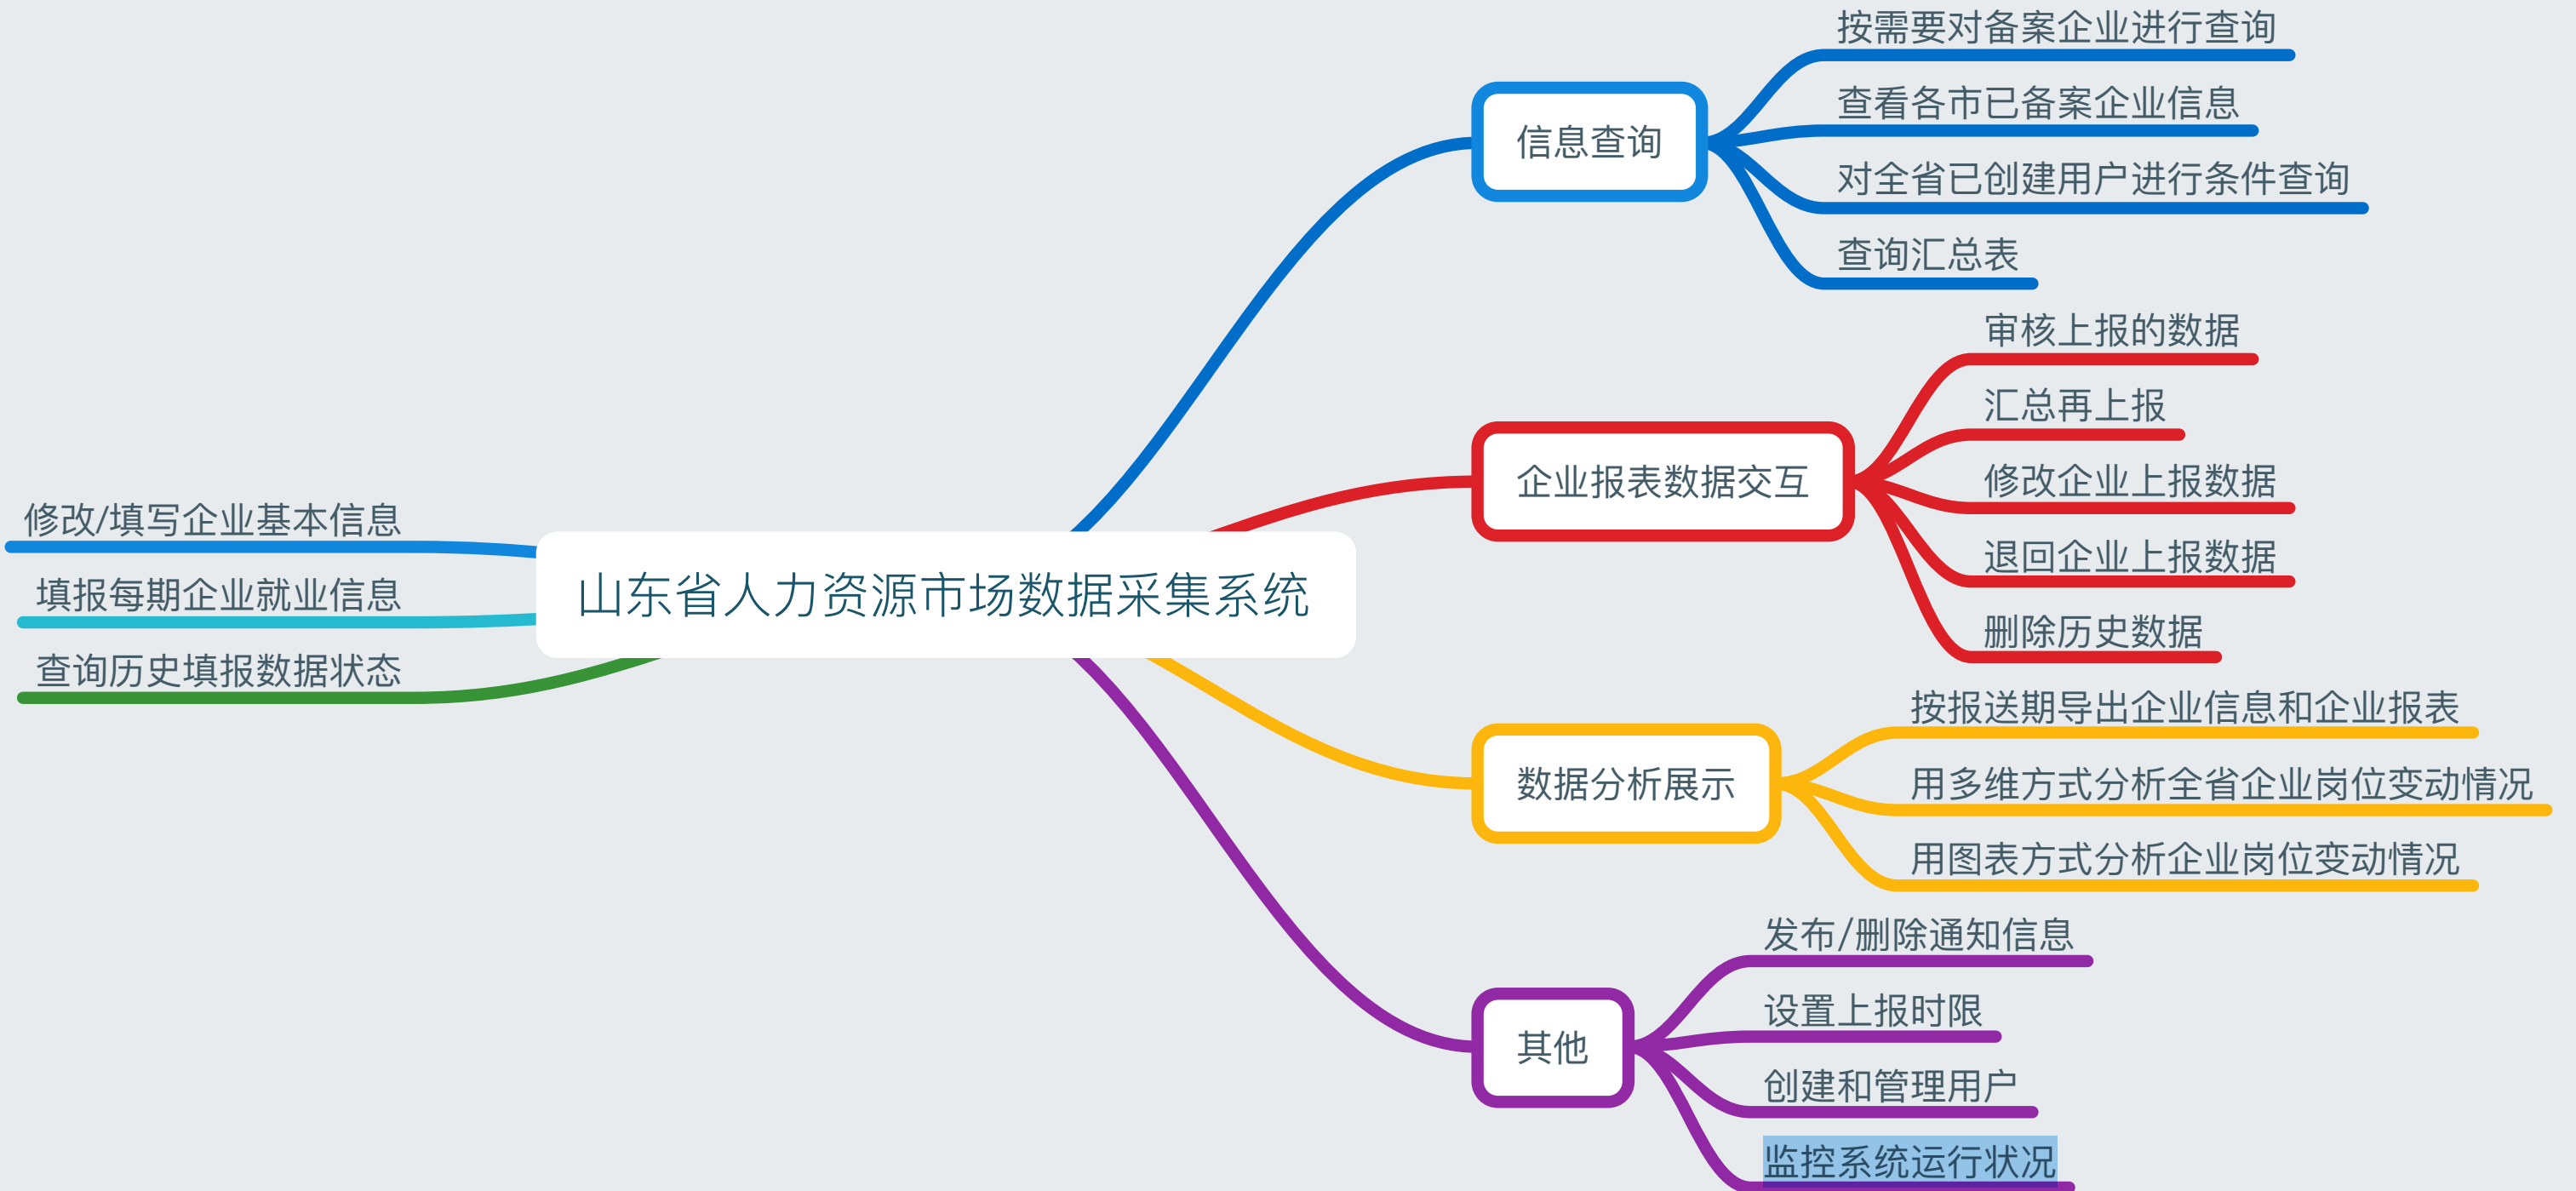 山东省人力资源市场数据采集系统
修改/填写企业基本信息
填报每期企业就业信息
查询历史填报数据状态
信息查询
按需要对备案企业进行查询
查看各市已备案企业信息
对全省已创建用户进行条件查询
查询汇总表
企业报表数据交互
审核上报的数据
汇总再上报
修改企业上报数据
退回企业上报数据
删除历史数据
数据分析展示
按报送期导出企业信息和企业报表
用多维方式分析全省企业岗位变动情况
用图表方式分析企业岗位变动情况
其他
发布/删除通知信息
设置上报时限
创建和管理用户
监控系统运行状况